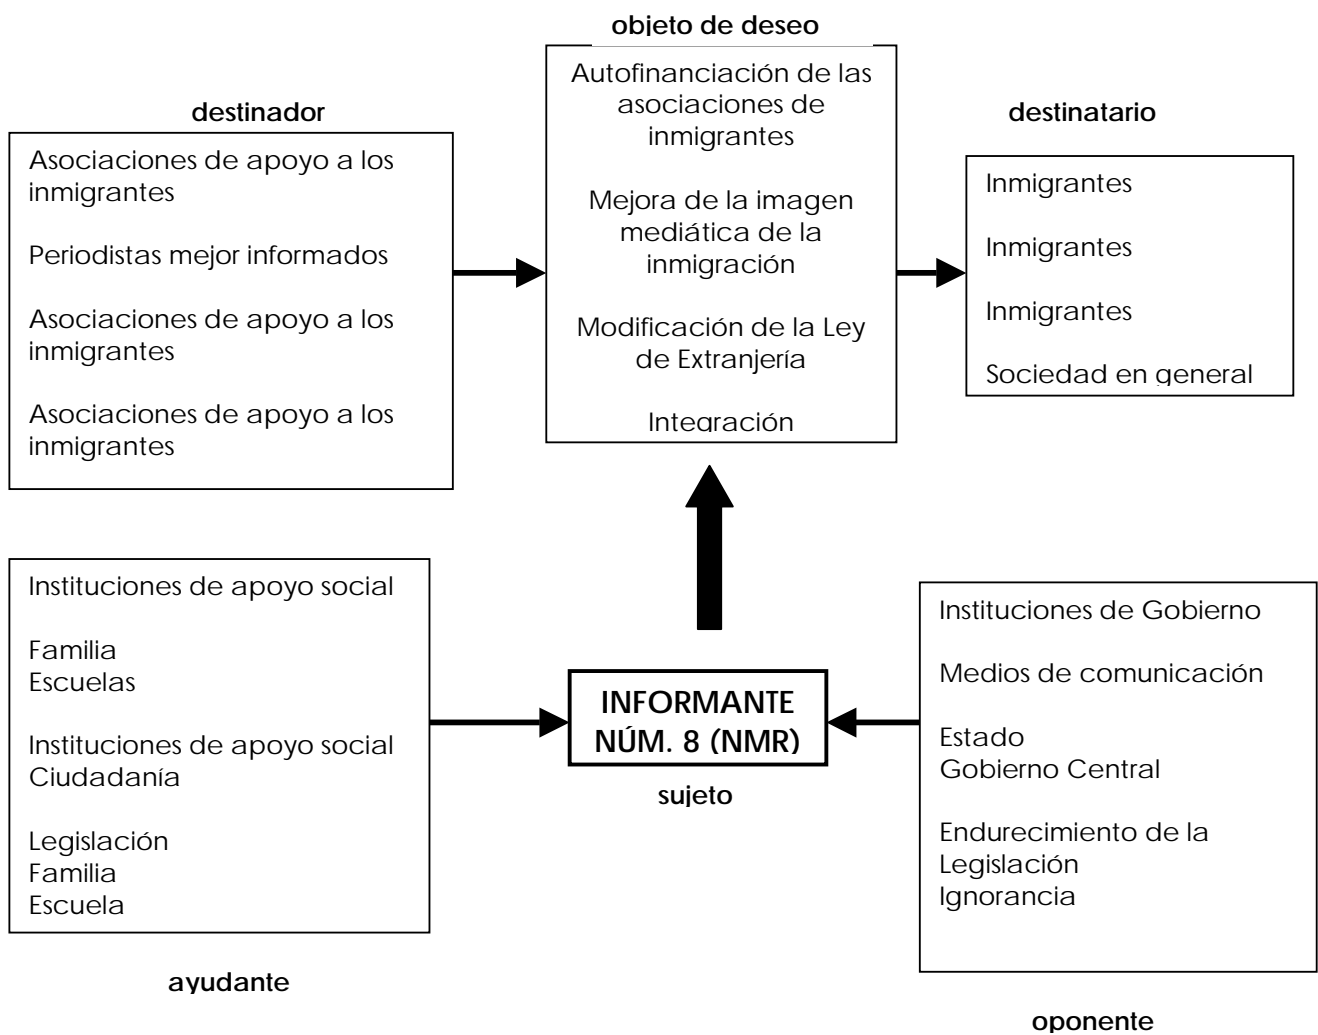 objeto de deseo
Autofinanciación de las
asociaciones de
inmigrantes
Mejora de la imagen
mediática de la
inmigración
Modificación de la Ley
de Extranjería
Integración
destinador
Asociaciones de apoyo a los
inmigrantes
Periodistas mejor informados
Asociaciones de apoyo a los
inmigrantes
Asociaciones de apoyo a los
inmigrantes
destinatario
Inmigrantes
Inmigrantes
Inmigrantes
Sociedad en general
Instituciones de apoyo social
Familia
Escuelas
Instituciones de apoyo social
Ciudadanía
Legislación
Familia
Escuela
ayudante
INFORMANTE
NÚM. 8 (NMR)
sujeto
Instituciones de Gobierno
Medios de comunicación
Estado
Gobierno Central
Endurecimiento de la
Legislación
Ignorancia
oponente